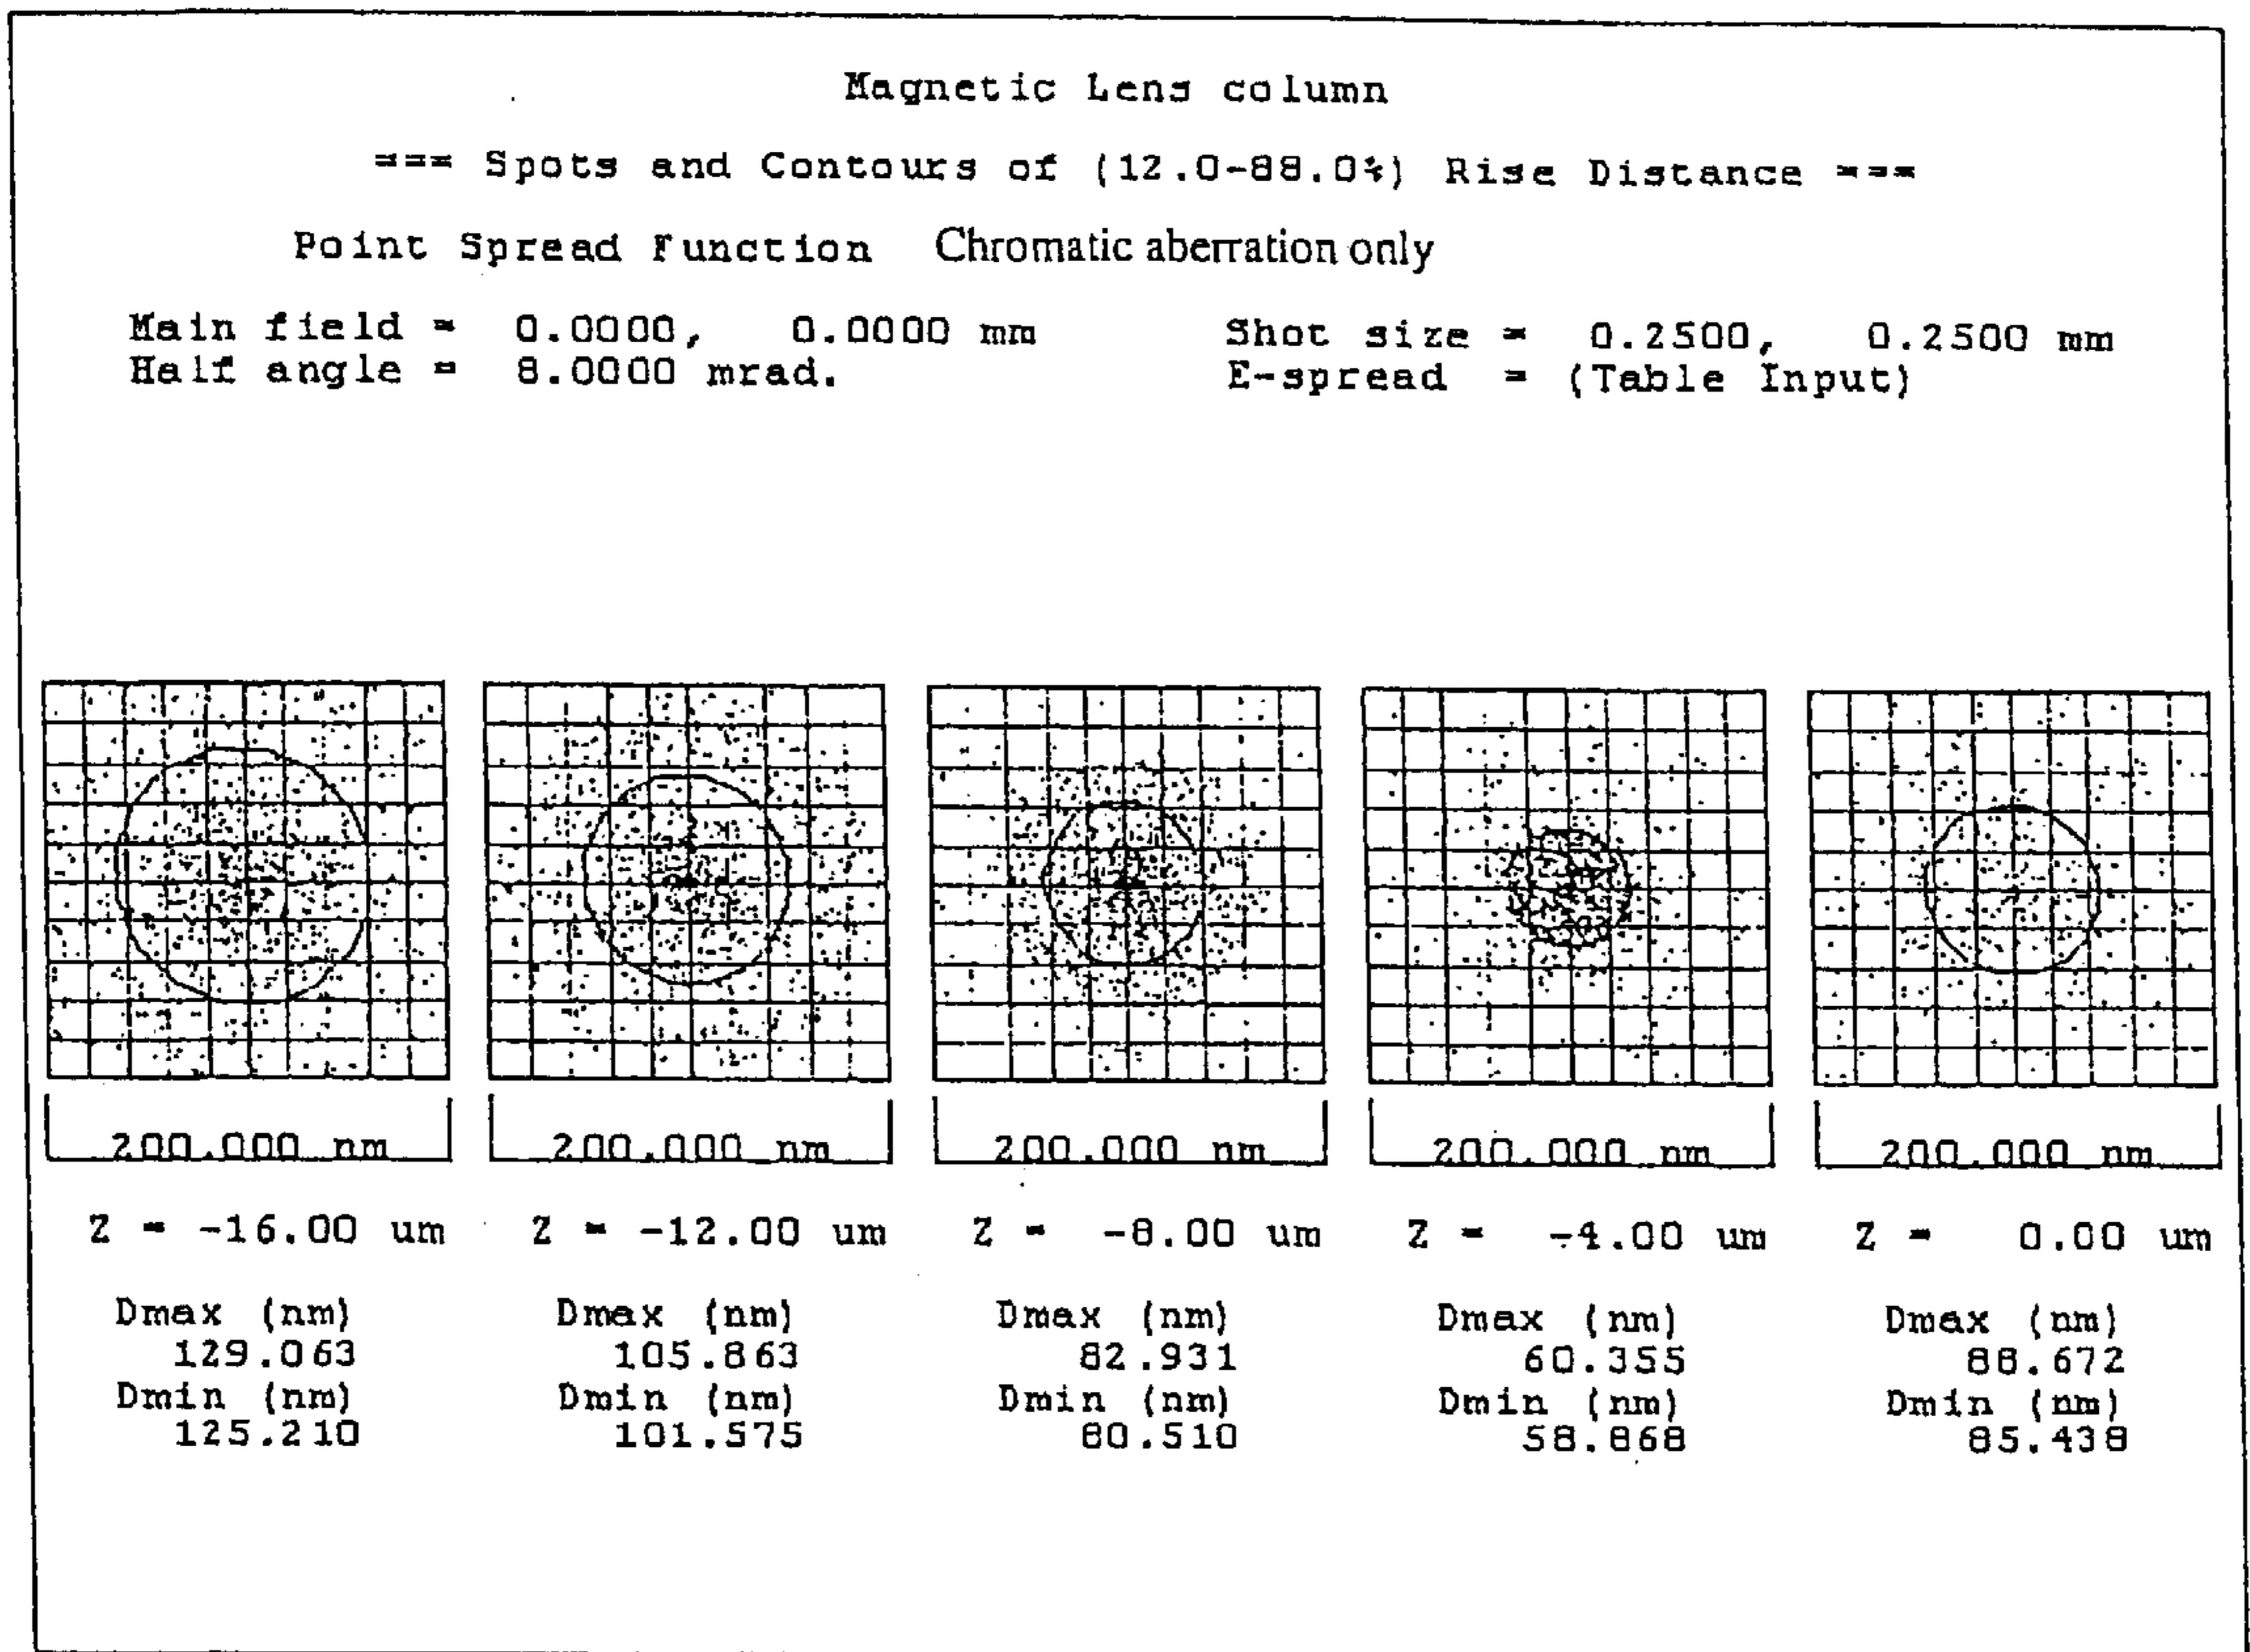 Magnetic Lens column
=== Spots and Contours of (12.0-88.0%) Rise Distance ===
Point Spread Function Chromatic aberration only
Main field = 0.0000, 0.0000 mm Shot size = 0.2500, 0.2500 mm
Half angle = 8.0000 mrad. E-spread = (Table Input)
200.000 nm 200.000 nm 200.000 nm 200.000 nm 200.000 nm
Z = -16.00 um Z = -12.00 um Z = -8.00 um Z = -4.00 um Z = 0.00 um
Dmax (nm) Dmax (nm) Dmax (nm) Dmax (nm) Dmax (nm)
129.063 105.863 82.931 60.355 88.672
Dmin (nm) Dmin (nm) Dmin (nm) Dmin (nm) Dmin (nm)
125.210 101.575 80.510 58.868 85.438